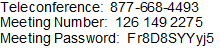 Teleconference:  877-668-4493
Meeting Number:  126 149 2275
Meeting Password:  Fr8D8SYYyj5